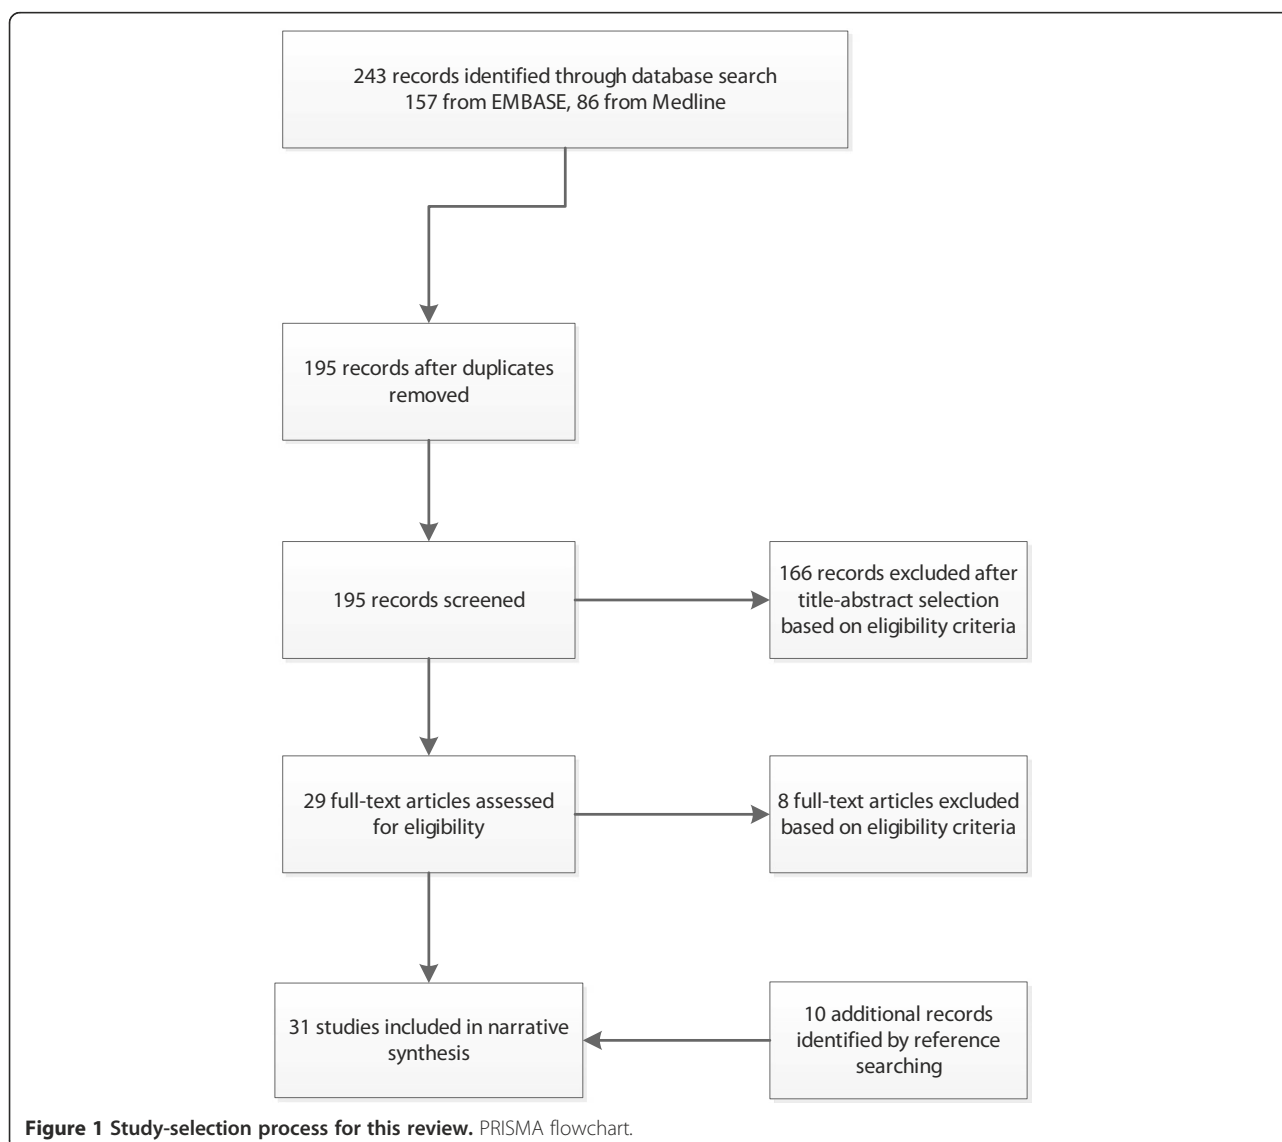 243 records identified through database search
157 from EMBASE, 86 from Medline
195 records after duplicates
removed
195 records screened
166 records excluded after
title-abstract selection
based on eligibility criteria
29 full-text articles assessed
for eligibility
8 full-text articles excluded
based on eligibility criteria
31 studies included in narrative
synthesis
10 additional records
identified by reference
searching
Figure 1 Study-selection process for this review. PRISMA flowchart.